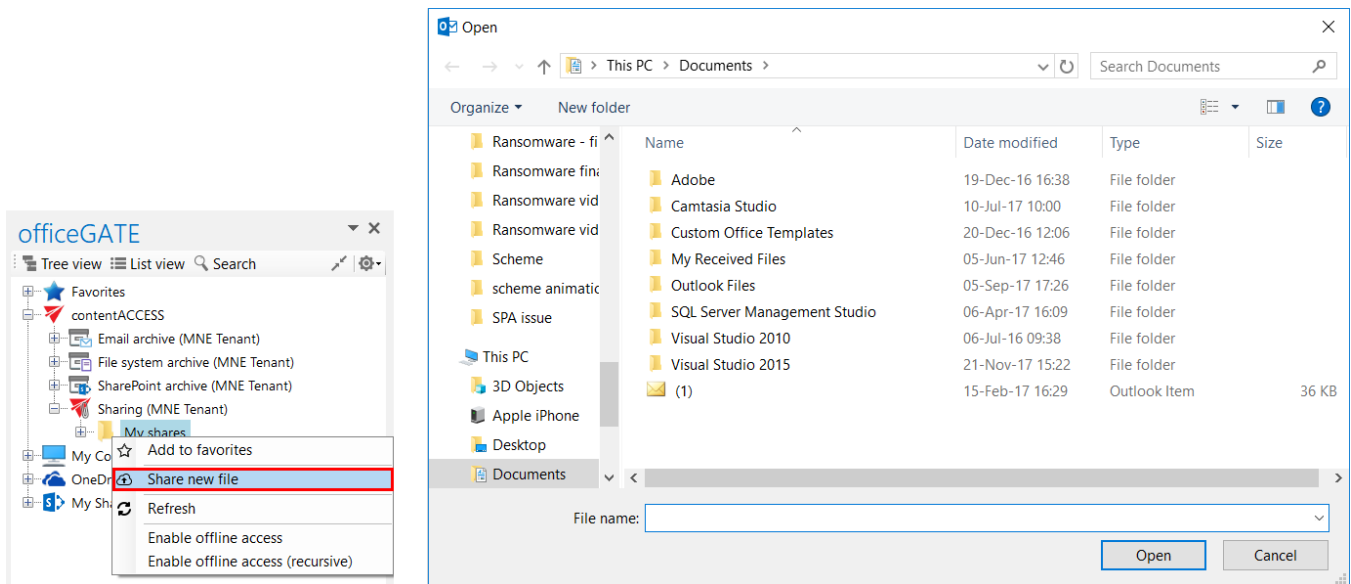 officeGATE
Tree view List view Search
Favorites
contentACCESS
Email archive (MNE Tenant)
File system archive (MNE Tenant)
SharePoint archive (MNE Tenant)
Sharing (MNE Tenant)
My shares
My Co
OneDr
My Sha
Add to favorites
Share new file
Refresh
Enable offline access
Enable offline access (recursive)
Open
This PC > Documents >
Search Documents
Organize New folder
Ransomware - fi
Ransomware fina
Ransomware vid
Ransomware vid
Scheme
scheme animatic
SPA issue
This PC
3D Objects
Apple iPhone
Desktop
Documents
Name Date modified Type Size
Adobe 19-Dec-16 16:38 File folder
Camtasia Studio 10-Jul-17 10:00 File folder
Custom Office Templates 20-Dec-16 12:06 File folder
My Received Files 05-Jun-17 12:46 File folder
Outlook Files 05-Sep-17 17:26 File folder
SQL Server Management Studio 06-Apr-17 16:09 File folder
Visual Studio 2010 06-Jul-16 09:38 File folder
Visual Studio 2015 21-Nov-17 15:22 File folder
(1) 15-Feb-17 16:29 Outlook Item 36 KB
File name:
Open Cancel